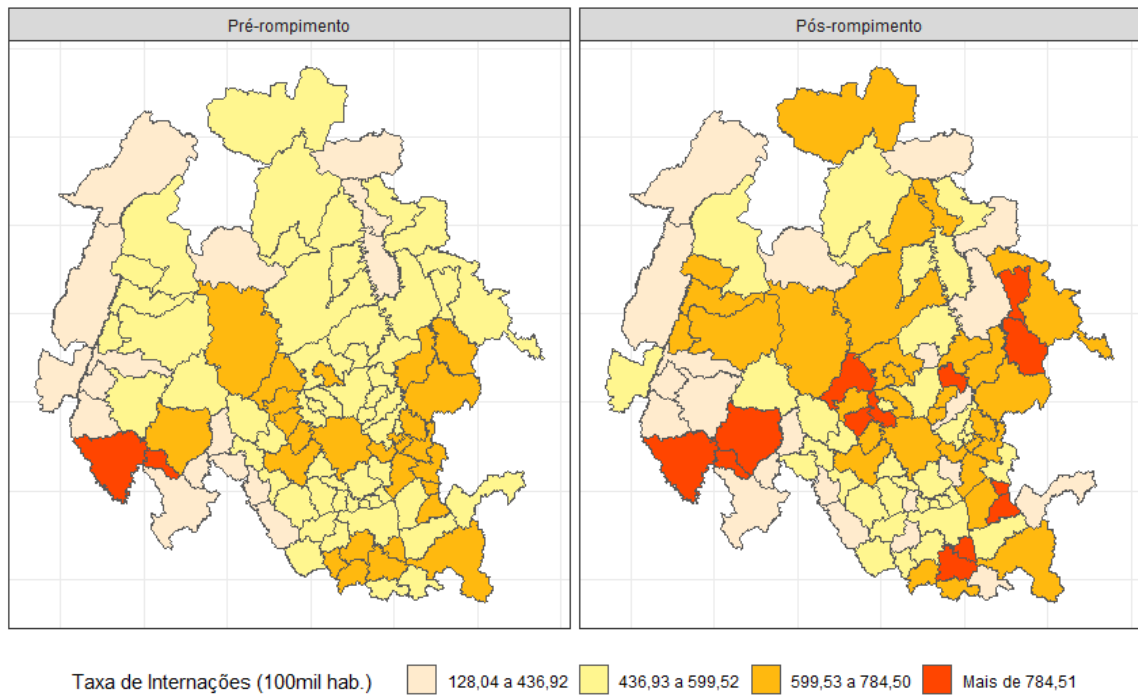 Pré-rompimento
Pós-rompimento
Taxa de Internações (100mil hab.) 128,04 a 436,92 436,93 a 599,52 599,53 a 784,50 Mais de 784,51